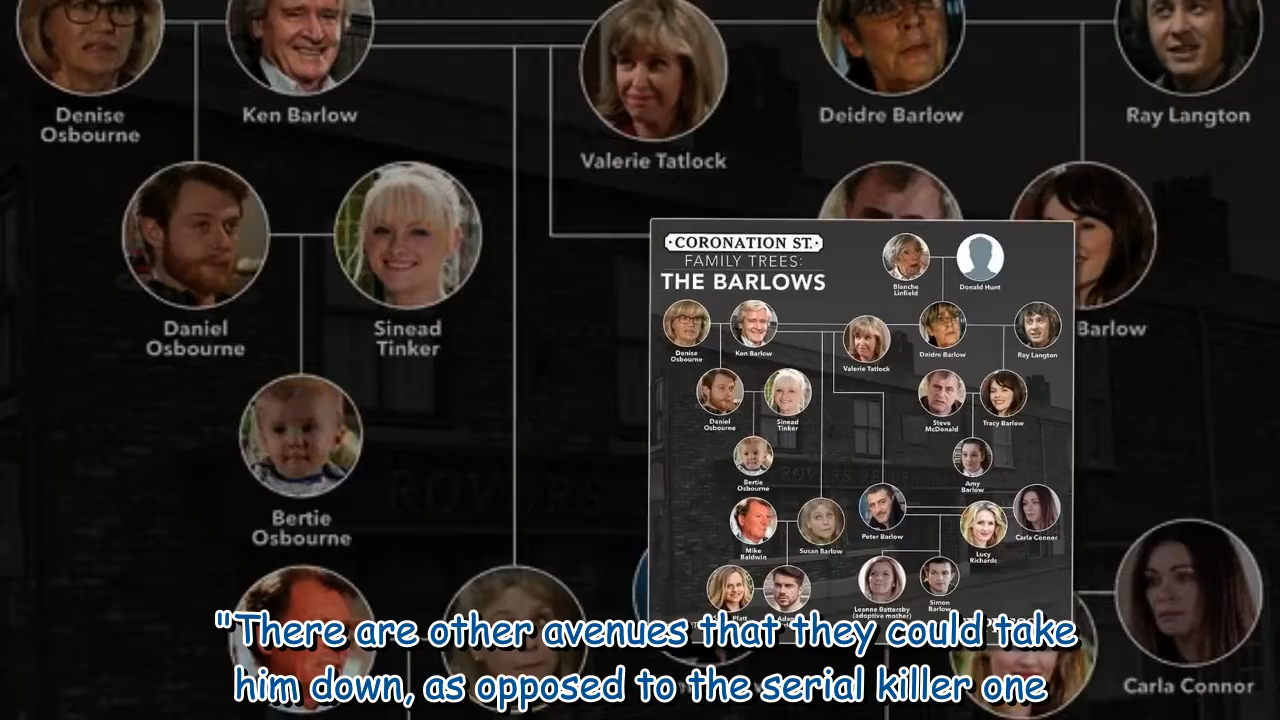 Denise
Osbourne
Ken Barlow
Valerie Tatlock
Deidre Barlow
Ray Langton
Daniel
Osbourne
Sinead
Tinker
Barlow
Bertie
Osbourne
Carla Connor
ROVERS
CORONATION ST.
FAMILY TREES:
THE BARLOWS
Blanche
Linfield
Donald Hunt
Denise
Osbourne
Ken Barlow
Valerie Tatlock
Deidre Barlow
Ray Langton
Daniel
Osbourne
Sinead
Tinker
Steve
McDonald
Tracy Barlow
ROVERS RETURN
Bertie
Osbourne
Amy
Barlow
Mike
Baldwin
Susan Barlow
Peter Barlow
Lucy
Richards
Carla Connor
Platt
Leanne Battersby
(adoptive mother)
Simon
Barlow
"There are other avenues that they could take
him down, as opposed to the serial killer one